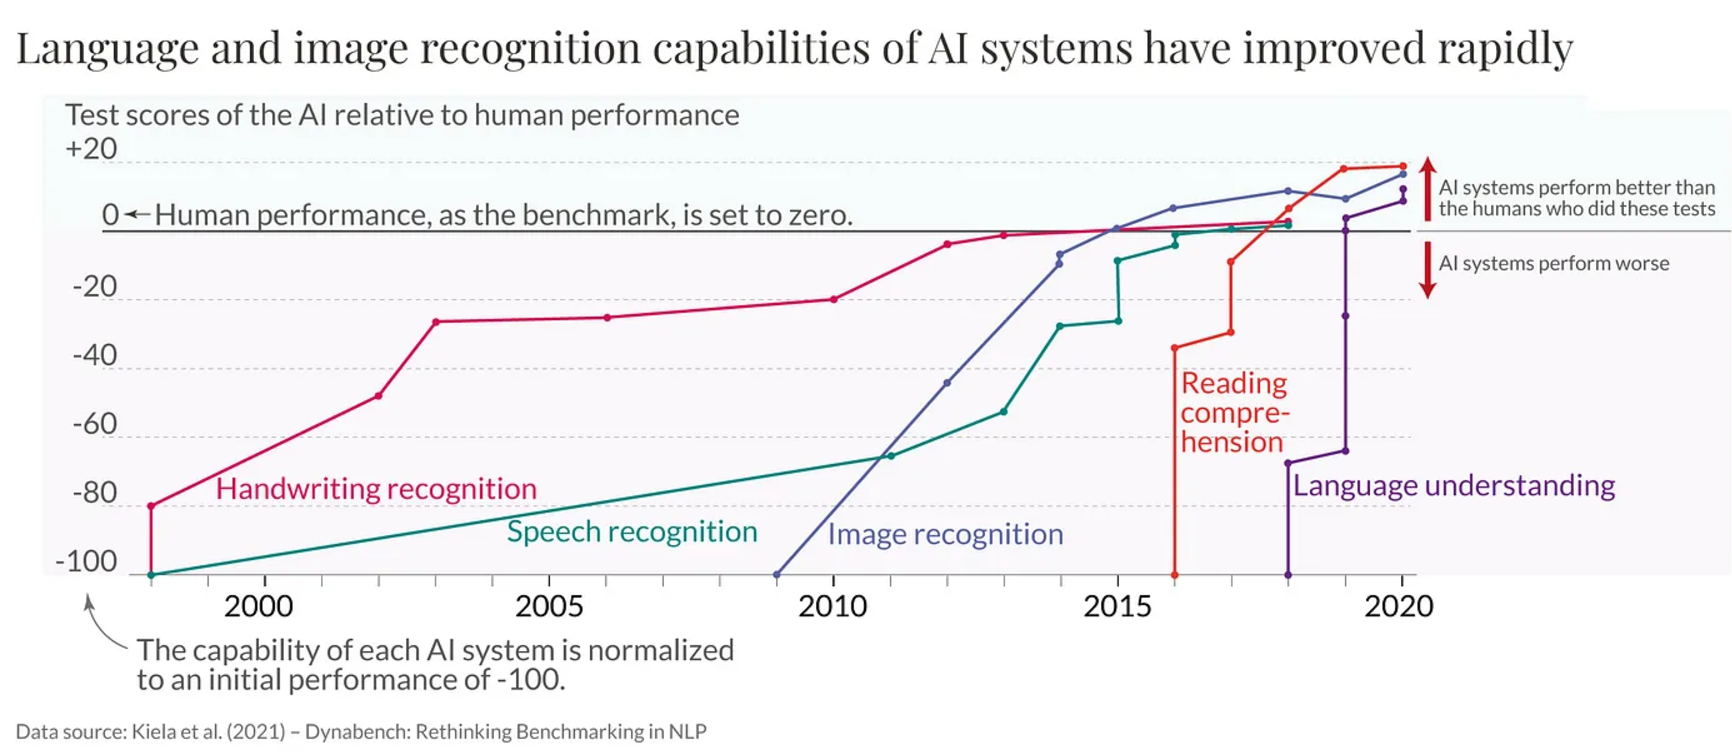 Language and image recognition capabilities of AI systems have improved rapidly
Test scores of the AI relative to human performance
+20
0 ← Human performance, as the benchmark, is set to zero.
AI systems perform better than
the humans who did these tests
AI systems perform worse
-20
-40
-60
-80
-100
Reading
compre-
hension
Handwriting recognition
Language understanding
Speech recognition
Image recognition
2000 2005 2010 2015 2020
The capability of each AI system is normalized
to an initial performance of -100.
Data source: Kiela et al. (2021) – Dynabench: Rethinking Benchmarking in NLP